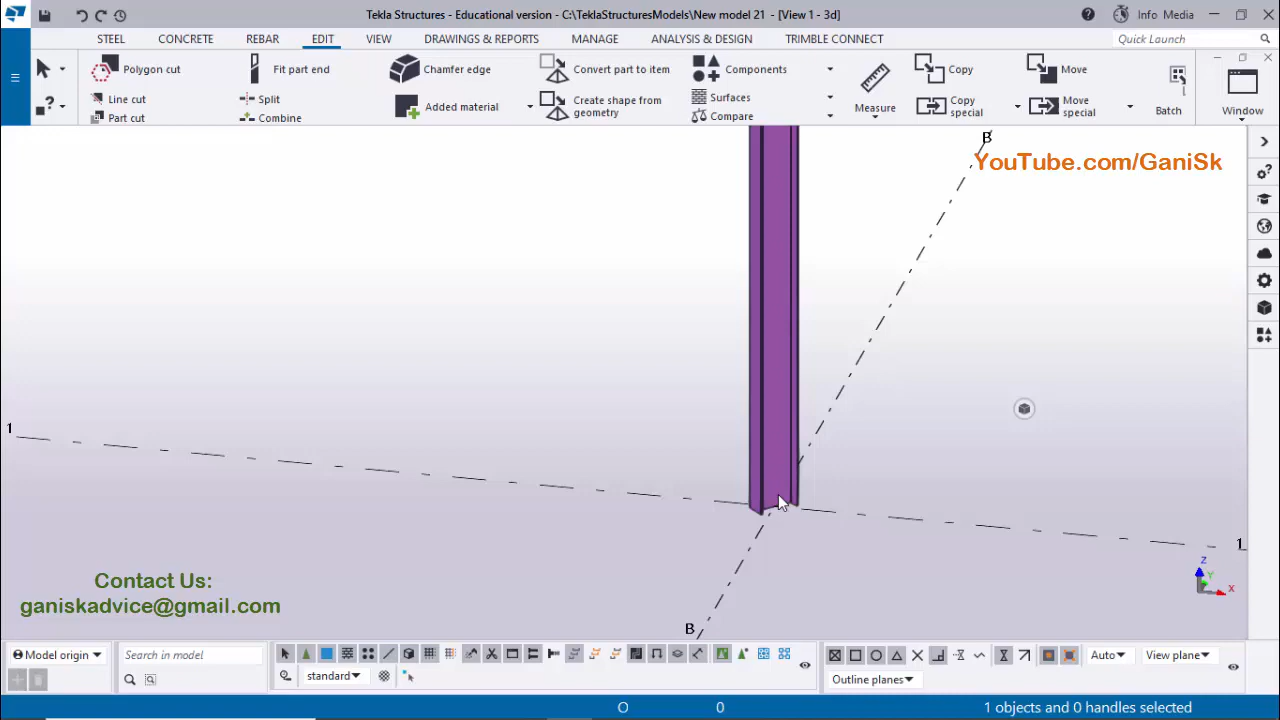 Tekla Structures - Educational version - C:\TeklaStructuresModels\New model 21 - [View 1 - 3d]
Info Media
STEEL CONCRETE REBAR EDIT VIEW DRAWINGS & REPORTS MANAGE ANALYSIS & DESIGN TRIMBLE CONNECT
Quick Launch
Polygon cut
Line cut
Part cut
Fit part end
Split
Combine
Chamfer edge
Added material
Convert part to item
Create shape from
geometry
Components
Surfaces
Compare
Measure
Copy
Copy
special
Move
Move
special
Batch
Window
B
YouTube.com/GaniSk
1
1
Contact Us:
ganiskadvice@gmail.com
B
Z
Y
X
Model origin
Search in model
standard
Auto
View plane
Outline planes
O
0
1 objects and 0 handles selected